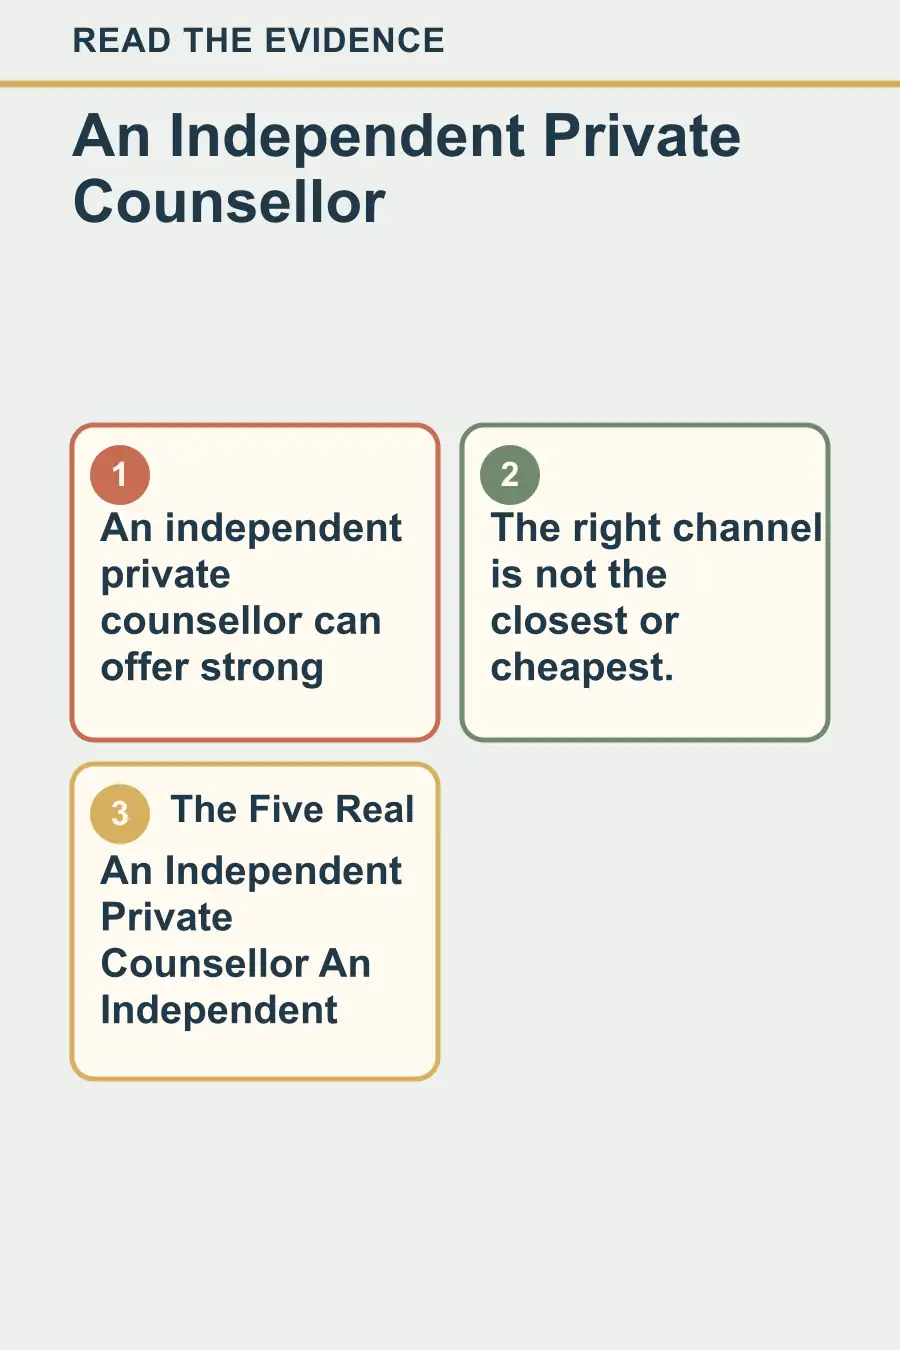 READ THE EVIDENCE
An Independent Private
Counsellor
1
An independent
private
counsellor can
offer strong
2
The right channel
is not the
closest or
cheapest.
3
The Five Real
An Independent
Private
Counsellor An
Independent